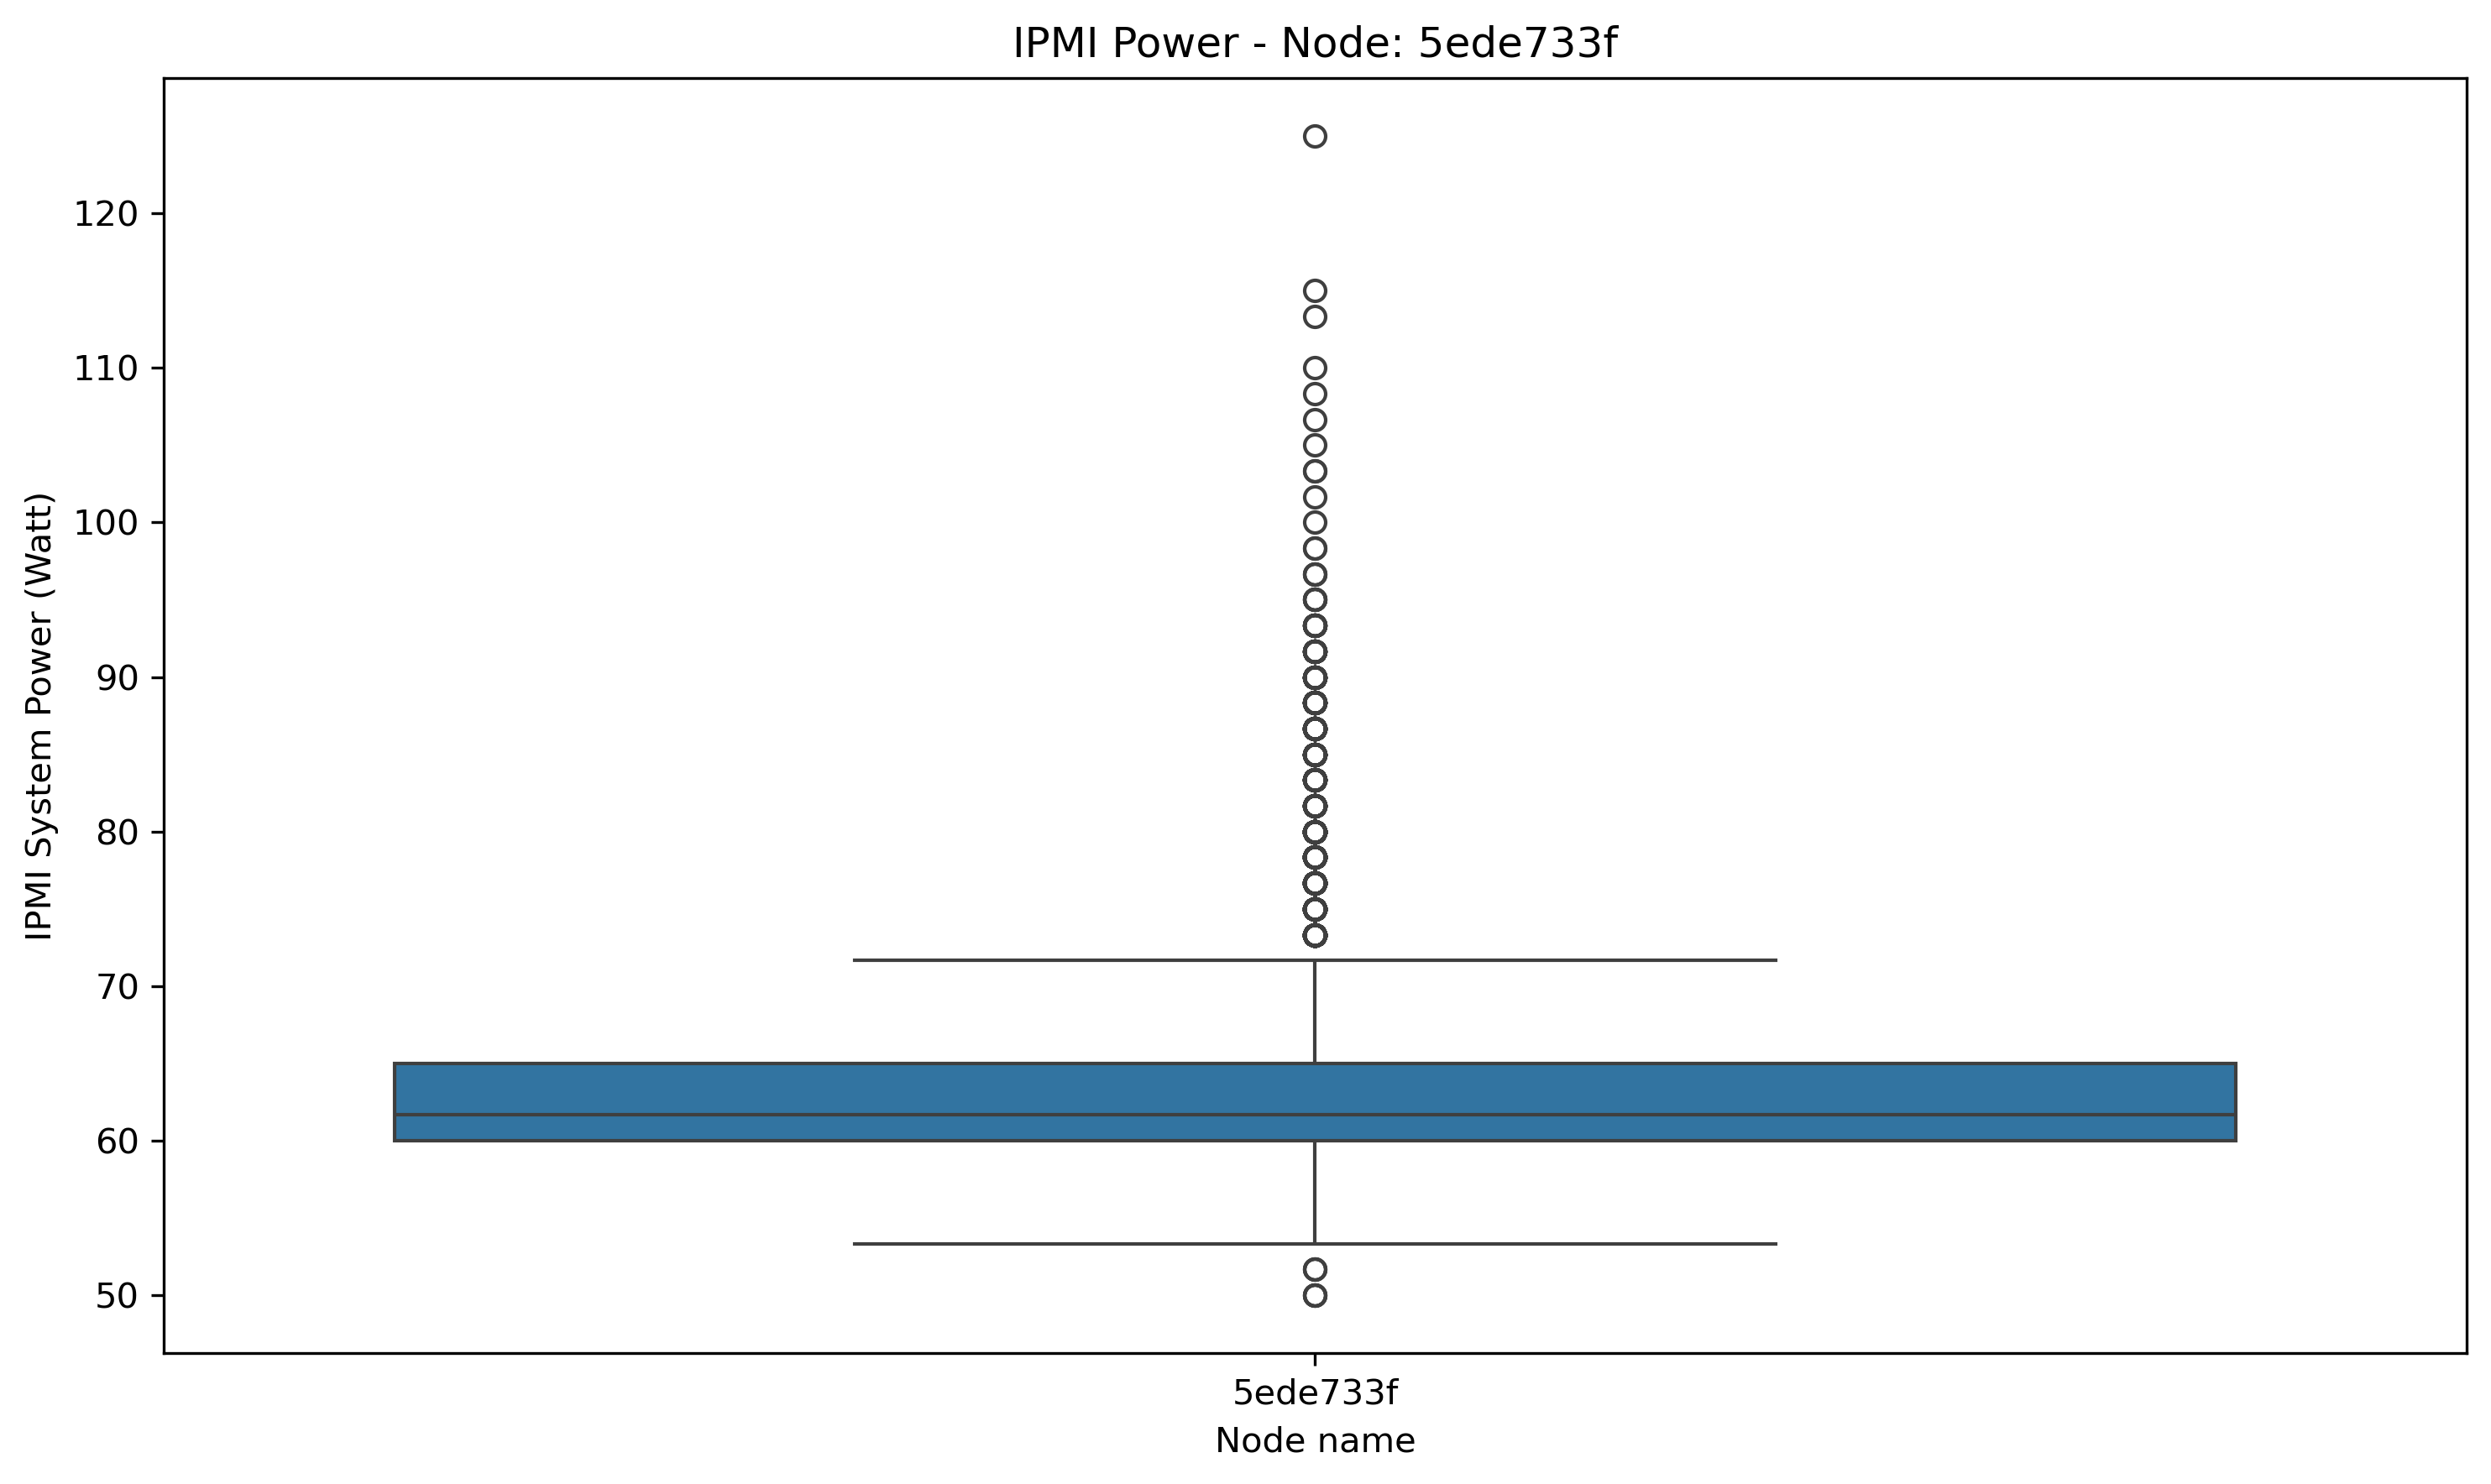 IPMI Power - Node: 5ede733f
IPMI System Power (Watt)
120
110
100
90
80
70
60
50
5ede733f
Node name